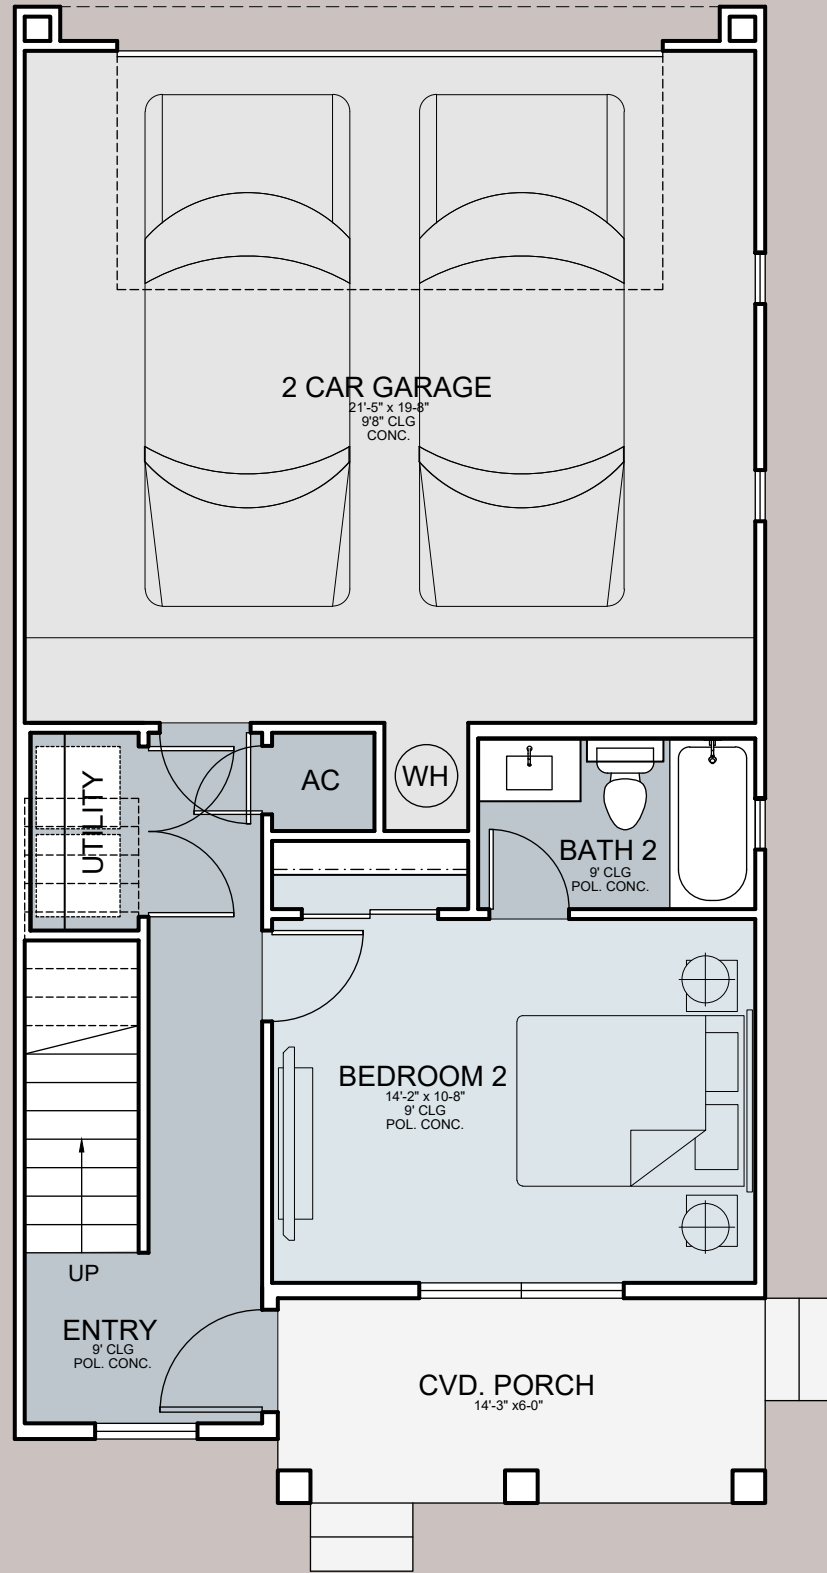 2 CAR GARAGE
21'-5" x 19-8"
9'8" CLG
CONC.
UTILITY
AC
WH
BATH 2
9' CLG
POL. CONC.
BEDROOM 2
14'-2" x 10-8"
9' CLG
POL. CONC.
UP
ENTRY
9' CLG
POL. CONC.
CVD. PORCH
14'-3" x6-0"